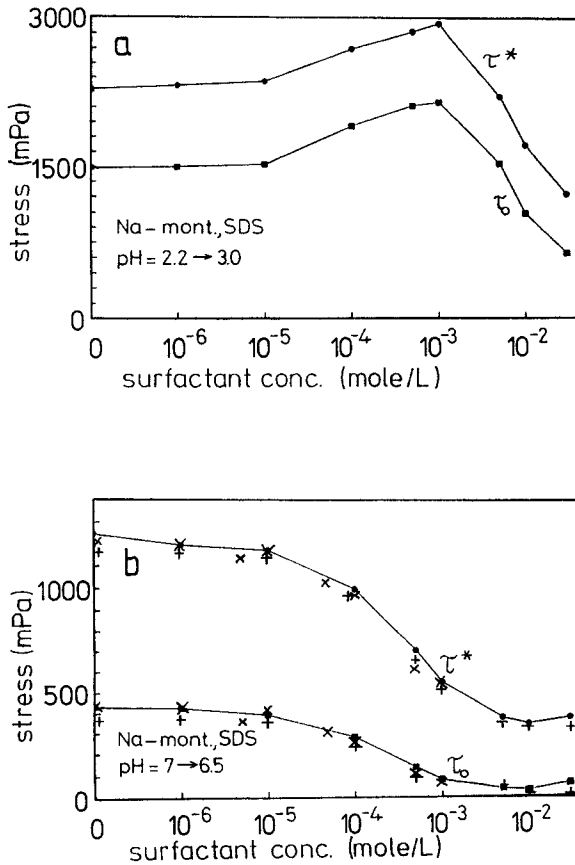 3000
a
τ*
stress (mPa)
1500
τ₀
Na-mont., SDS
pH = 2.2 → 3.0
0
0 10⁻⁶ 10⁻⁵ 10⁻⁴ 10⁻³ 10⁻²
surfactant conc. (mole/L)
b
1000
stress (mPa)
τ*
500
Na-mont., SDS
pH = 7 → 6.5
τ₀
0
0 10⁻⁶ 10⁻⁵ 10⁻⁴ 10⁻³ 10⁻²
surfactant conc. (mole/L)